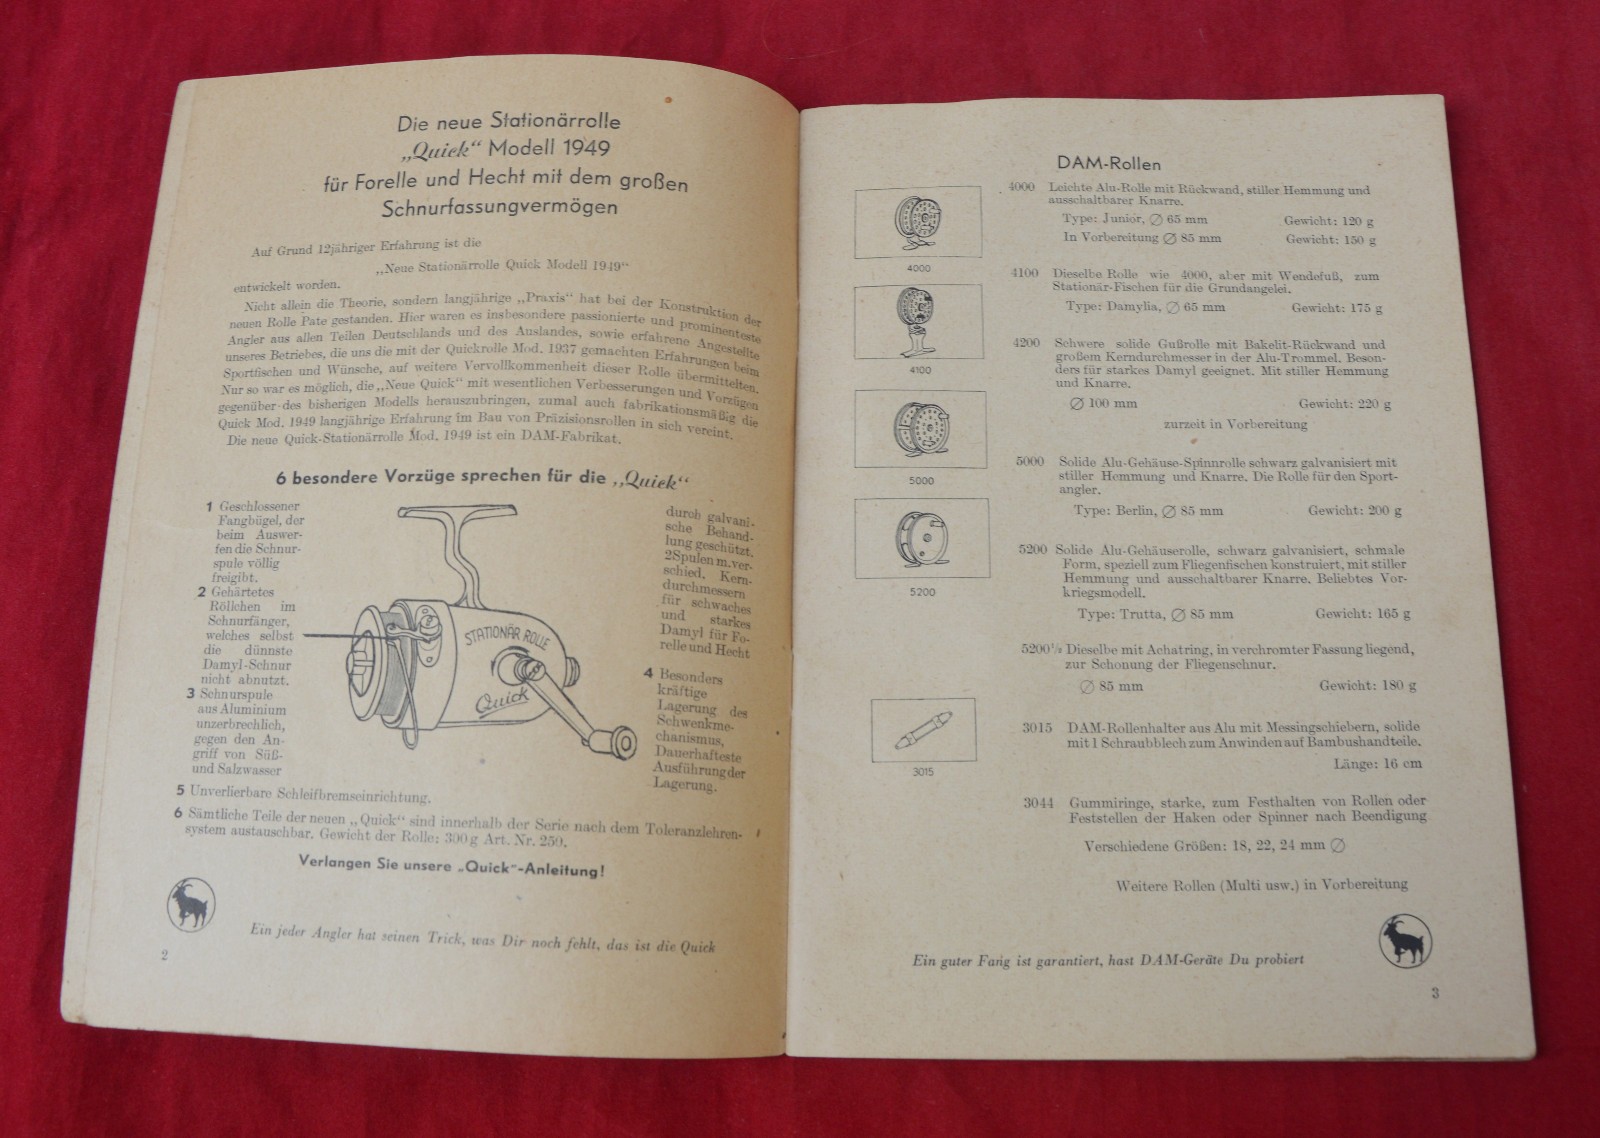 Die neue Stationärrolle
„Quick“ Modell 1949
für Forelle und Hecht mit dem großen
Schnurfassungvermögen
Auf Grund 12jähriger Erfahrung ist die
„Neue Stationärrolle Quick Modell 1949“
entwickelt worden.
Nicht allein die Theorie, sondern langjährige „Praxis“ hat bei der Konstruktion der
neuen Rolle Pate gestanden. Hier waren es insbesondere passionierte und prominenteste
Angler aus allen Teilen Deutschlands und des Auslandes, sowie erfahrene Angestellte
unseres Betriebes, die uns die mit der Quickrolle Mod. 1937 gemachten Erfahrungen beim
Sportfischen und Wünsche, auf weitere Vervollkommenheit dieser Rolle übermittelten.
Nur so war es möglich, die „Neue Quick“ mit wesentlichen Verbesserungen und Vorzügen
gegenüber des bisherigen Modells herauszubringen, zumal auch fabrikationsmäßig die
Quick Mod. 1949 langjährige Erfahrung im Bau von Präzisionsrollen in sich vereint.
Die neue Quick-Stationärrolle Mod. 1949 ist ein DAM-Fabrikat.
6 besondere Vorzüge sprechen für die „Quick“
1 Geschlossener
Fangbügel, der
beim Auswer-
fen die Schnur-
spule völlig
freigibt.
2 Gehärtetes
Röllchen im
Schnurfänger,
welches selbst
die dünnste
Damyl-Schnur
nicht abnutzt.
3 Schnurspule
aus Aluminium
unzerbrechlich,
gegen den An-
griff von Süß-
und Salzwasser
STATIONÄR ROLLE
Quick
durch galvani-
sche Behand-
lung geschützt.
2Spulen m.ver-
schied. Kern-
durchmessern
für schwaches
und starkes
Damyl für Fo-
relle und Hecht
4 Besonders
kräftige
Lagerung des
Schwenkme-
chanismus,
Dauerhafteste
Ausführung der
Lagerung.
5 Unverlierbare Schleifbremseinrichtung.
6 Sämtliche Teile der neuen „Quick“ sind innerhalb der Serie nach dem Toleranzlehren-
system austauschbar. Gewicht der Rolle: 300 g Art. Nr. 250.
Verlangen Sie unsere „Quick“-Anleitung!
Ein jeder Angler hat seinen Trick, was Dir noch fehlt, das ist die Quick
2
DAM-Rollen
4000 Leichte Alu-Rolle mit Rückwand, stiller Hemmung und
ausschaltbarer Knarre.
Type: Junior, ∅ 65 mm Gewicht: 120 g
In Vorbereitung ∅ 85 mm Gewicht: 150 g
4000
4100 Dieselbe Rolle wie 4000, aber mit Wendefuß, zum
Stationär-Fischen für die Grundangelei.
Type: Damylia, ∅ 65 mm Gewicht: 175 g
4100
4200 Schwere solide Gußrolle mit Bakelit-Rückwand und
großem Kerndurchmesser in der Alu-Trommel. Beson-
ders für starkes Damyl geeignet. Mit stiller Hemmung
und Knarre.
∅ 100 mm Gewicht: 220 g
zurzeit in Vorbereitung
5000
5000 Solide Alu-Gehäuse-Spinnrolle schwarz galvanisiert mit
stiller Hemmung und Knarre. Die Rolle für den Sport-
angler.
Type: Berlin, ∅ 85 mm Gewicht: 200 g
5200 Solide Alu-Gehäuserolle, schwarz galvanisiert, schmale
Form, speziell zum Fliegenfischen konstruiert, mit stiller
Hemmung und ausschaltbarer Knarre. Beliebtes Vor-
kriegsmodell.
Type: Trutta, ∅ 85 mm Gewicht: 165 g
5200
5200½ Dieselbe mit Achatring, in verchromter Fassung liegend,
zur Schonung der Fliegenschnur.
∅ 85 mm Gewicht: 180 g
3015 DAM-Rollenhalter aus Alu mit Messingschiebern, solide
mit 1 Schraubblech zum Anwinden auf Bambushandteile.
Länge: 16 cm
3015
3044 Gummiringe, starke, zum Festhalten von Rollen oder
Feststellen der Haken oder Spinner nach Beendigung
Verschiedene Größen: 18, 22, 24 mm ∅
Weitere Rollen (Multi usw.) in Vorbereitung
Ein guter Fang ist garantiert, hast DAM-Geräte Du probiert
3